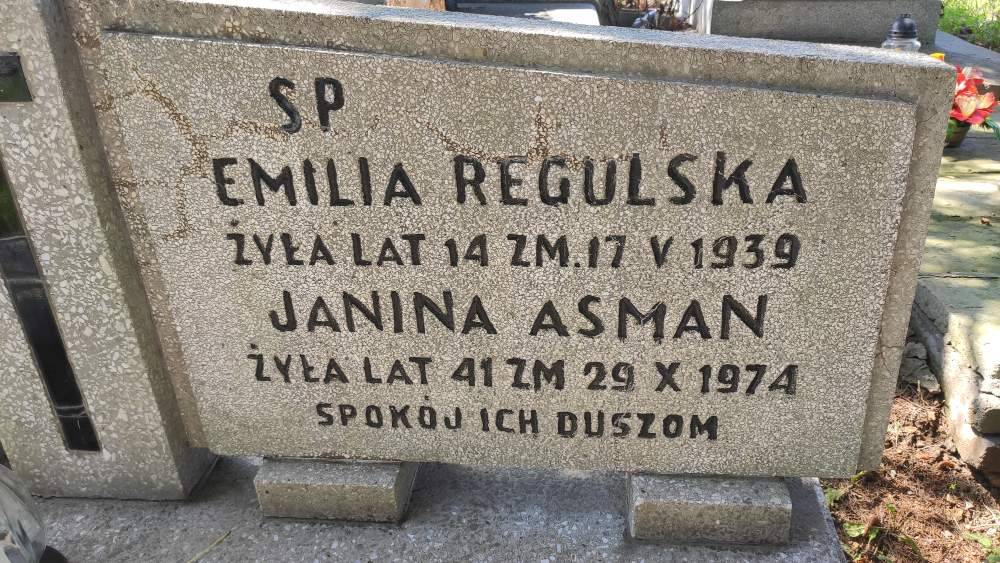 SP
EMILIA REGULSKA
ŻYŁA LAT 14 ZM. 17 V 1939
JANINA ASMAN
ŻYŁA LAT 41 ZM 29 X 1974
SPOKÓJ ICH DUSZOM